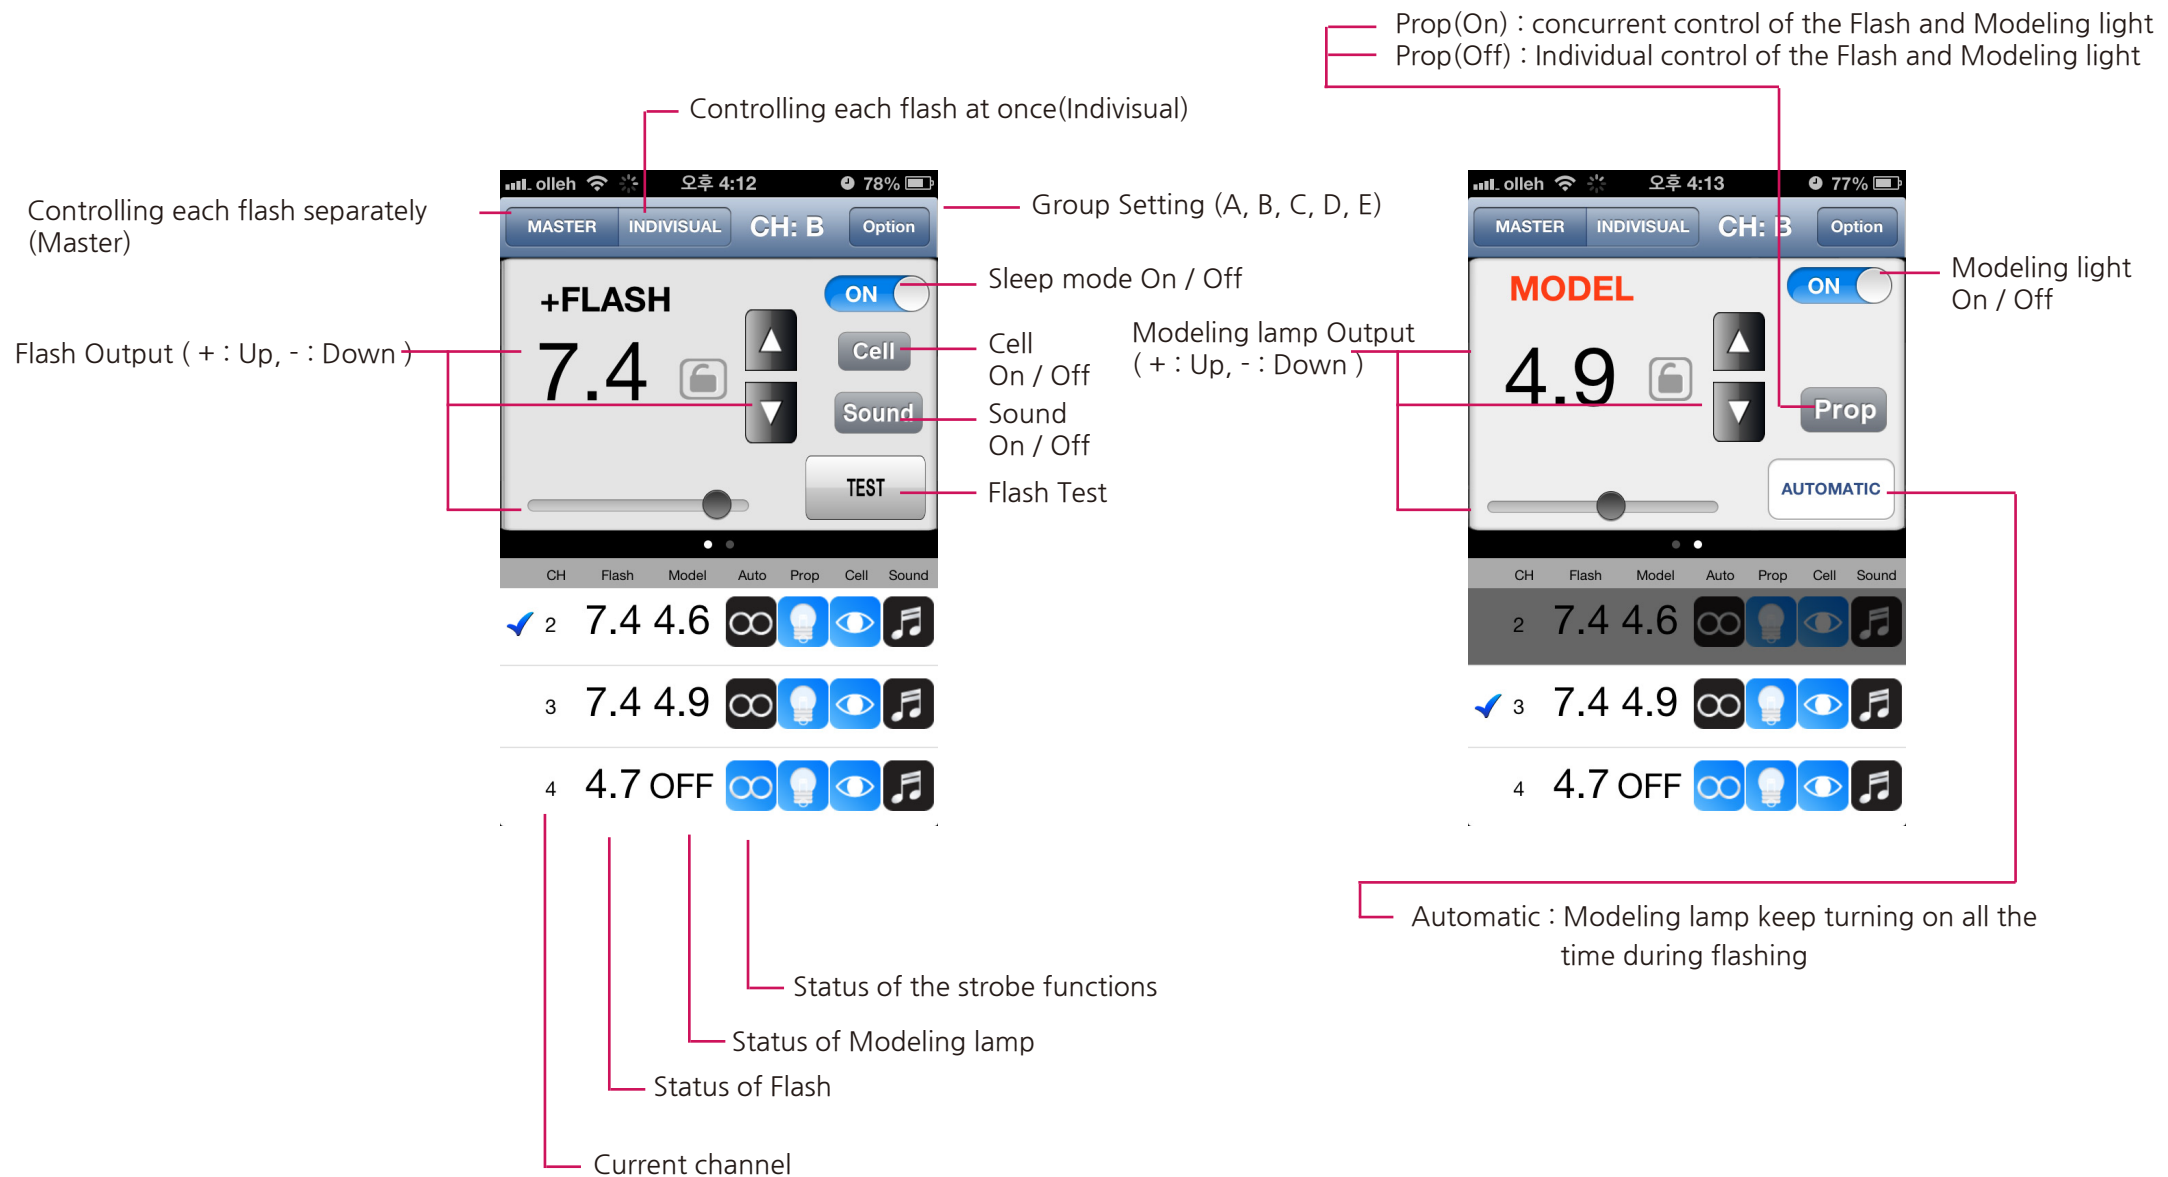 Prop(On) : concurrent control of the Flash and Modeling light
Prop(Off) : Individual control of the Flash and Modeling light
Controlling each flash at once(Indivisual)
Controlling each flash separately
(Master)
Group Setting (A, B, C, D, E)
Sleep mode On / Off
Flash Output ( + : Up, - : Down )
Cell
On / Off
Sound
On / Off
Flash Test
olleh 오후 4:12 78%
MASTER INDIVISUAL CH: B Option
+FLASH ON
7.4 Cell
Sound
TEST
CH Flash Model Auto Prop Cell Sound
2 7.4 4.6
3 7.4 4.9
4 4.7 OFF
Status of the strobe functions
Status of Modeling lamp
Status of Flash
Current channel
Modeling lamp Output
( + : Up, - : Down )
olleh 오후 4:13 77%
MASTER INDIVISUAL CH: B Option
MODEL ON
4.9 Prop
AUTOMATIC
CH Flash Model Auto Prop Cell Sound
2 7.4 4.6
3 7.4 4.9
4 4.7 OFF
Modeling light
On / Off
Automatic : Modeling lamp keep turning on all the
time during flashing